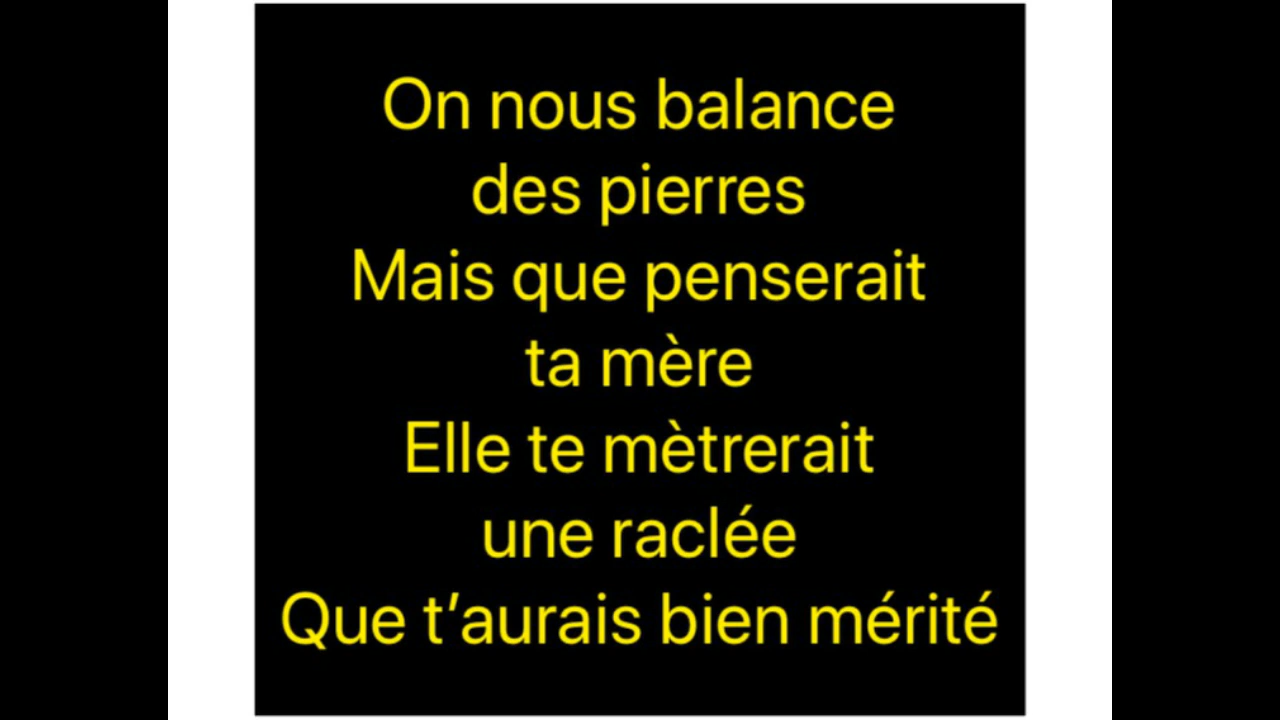 On nous balance
des pierres
Mais que penserait
ta mère
Elle te mètrerait
une raclée
Que t’aurais bien mérité